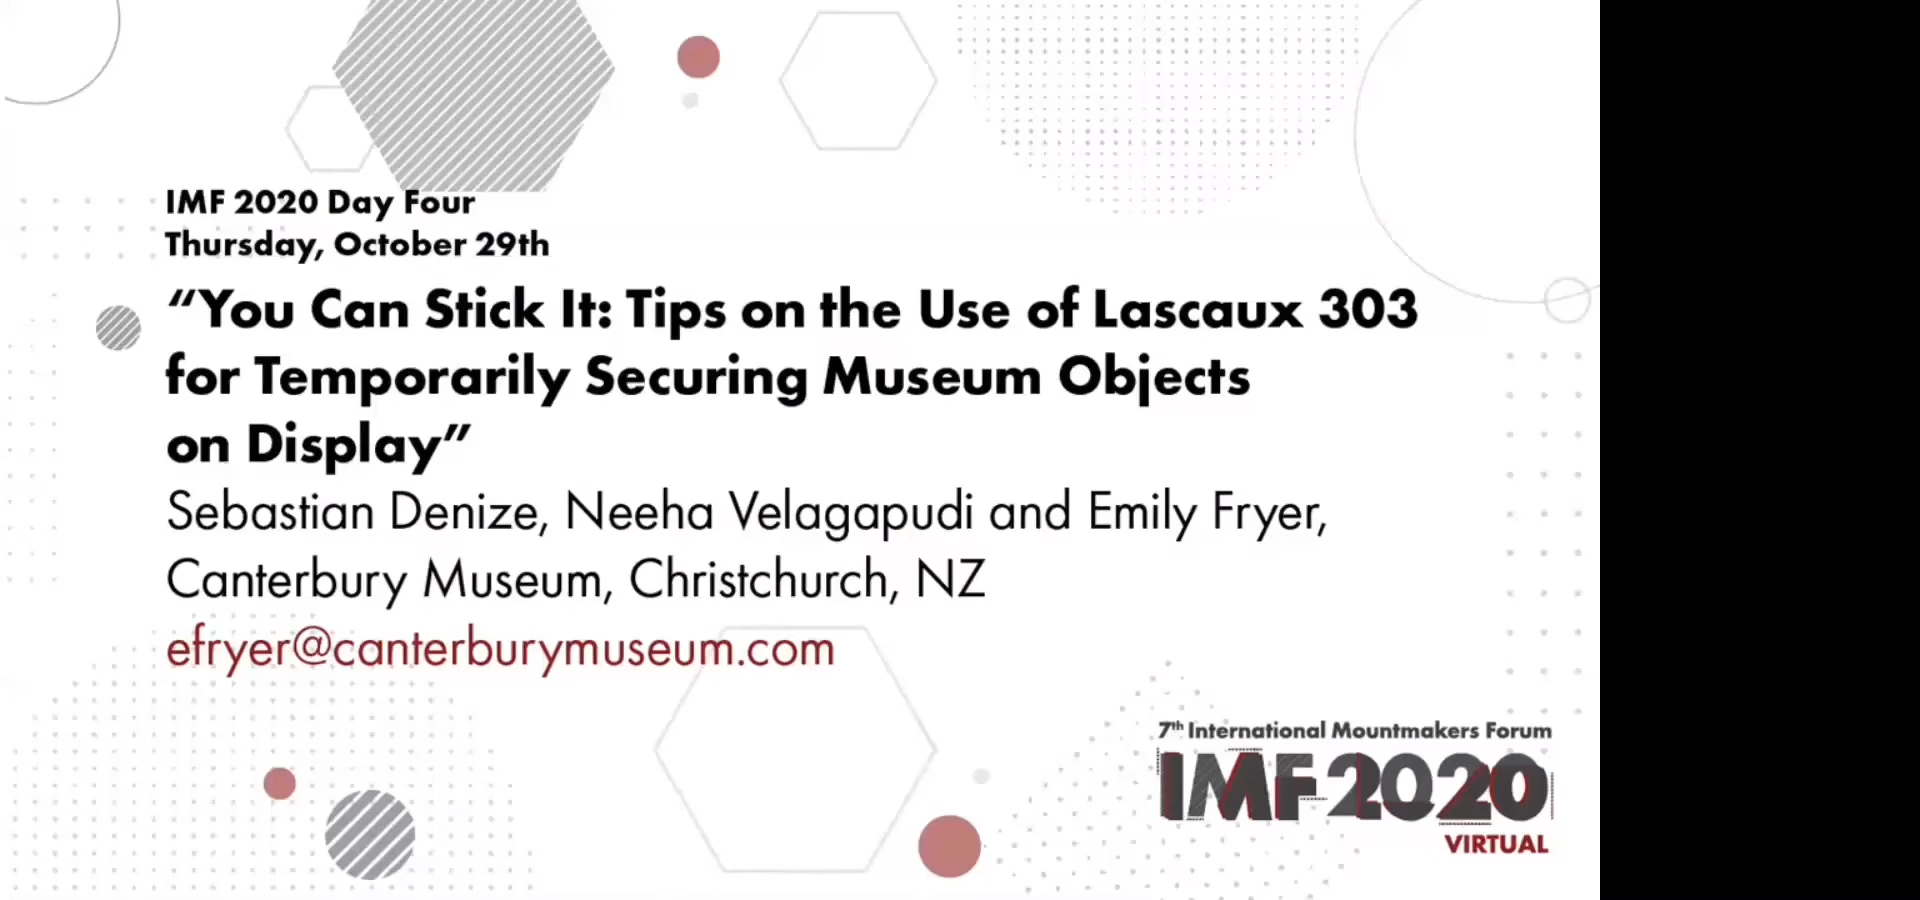 IMF 2020 Day Four
Thursday, October 29th
“You Can Stick It: Tips on the Use of Lascaux 303
for Temporarily Securing Museum Objects
on Display”
Sebastian Denize, Neeha Velagapudi and Emily Fryer,
Canterbury Museum, Christchurch, NZ
efryer@canterburymuseum.com
7th International Mountmakers Forum
IMF 2020
VIRTUAL